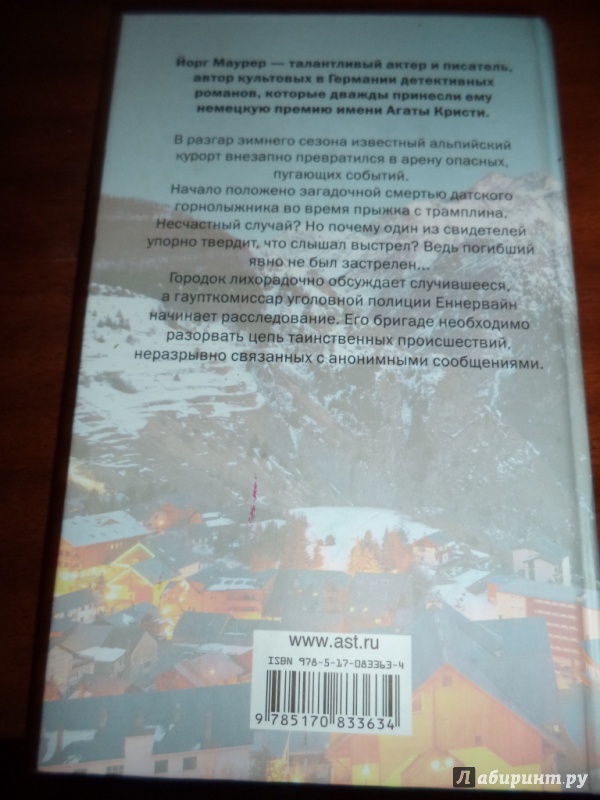 Йорг Маурер — талантливый актер и писатель,
автор культовых в Германии детективных
романов, которые дважды принесли ему
немецкую премию имени Агаты Кристи.
В разгар зимнего сезона известный альпийский
курорт внезапно превратился в арену опасных,
пугающих событий.
Начало положено загадочной смертью датского
горнолыжника во время прыжка с трамплина.
Несчастный случай? Но почему один из свидетелей
упорно твердит, что слышал выстрел? Ведь погибший
явно не был застрелен...
Городок лихорадочно обсуждает случившееся,
а гаупткомиссар уголовной полиции Еннервайн
начинает расследование. Его бригаде необходимо
разорвать цепь таинственных происшествий,
неразрывно связанных с анонимными сообщениями.
www.ast.ru
ISBN 978-5-17-083363-4
9 785170 833634
Лабиринт.ру